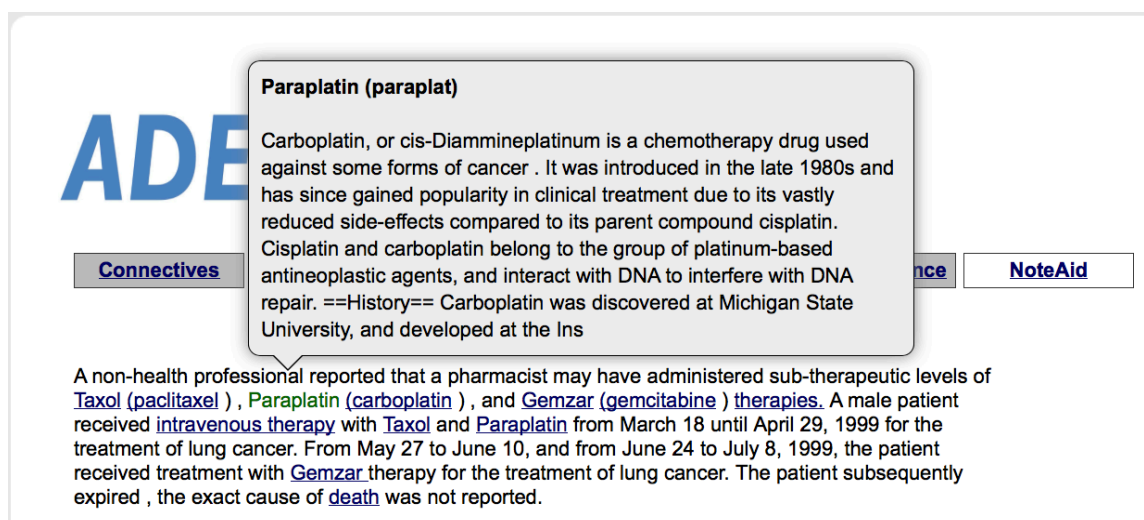 Paraplatin (paraplat)
Carboplatin, or cis-Diammineplatinum is a chemotherapy drug used
against some forms of cancer . It was introduced in the late 1980s and
has since gained popularity in clinical treatment due to its vastly
reduced side-effects compared to its parent compound cisplatin.
Cisplatin and carboplatin belong to the group of platinum-based
antineoplastic agents, and interact with DNA to interfere with DNA
repair. ==History== Carboplatin was discovered at Michigan State
University, and developed at the Ins
ADE
Connectives
nce
NoteAid
A non-health professional reported that a pharmacist may have administered sub-therapeutic levels of
Taxol (paclitaxel ) , Paraplatin (carboplatin ) , and Gemzar (gemcitabine ) therapies. A male patient
received intravenous therapy with Taxol and Paraplatin from March 18 until April 29, 1999 for the
treatment of lung cancer. From May 27 to June 10, and from June 24 to July 8, 1999, the patient
received treatment with Gemzar therapy for the treatment of lung cancer. The patient subsequently
expired , the exact cause of death was not reported.